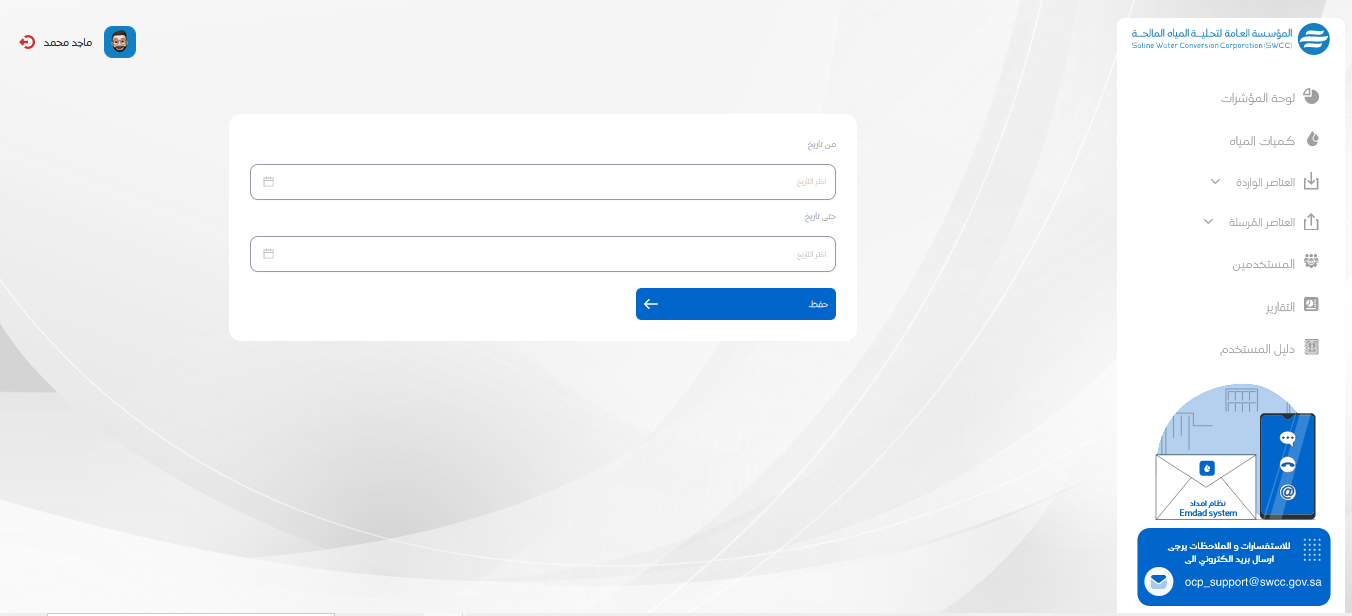 المؤسسة العامة لتحلية المياه المالحة
Saline Water Conversion Corporation (SWCC)
ماجد محمد
لوحة المؤشرات
كميات المياه
العناصر الواردة
العناصر المُرسلة
المستخدمين
التقارير
دليل المستخدم
من تاريخ
اختر التاريخ
حتى تاريخ
اختر التاريخ
حفظ
نظام امداد
Emdad system
للاستفسارات و الملاحظات يرجى
ارسال بريد الكتروني الى
ocp_support@swcc.gov.sa